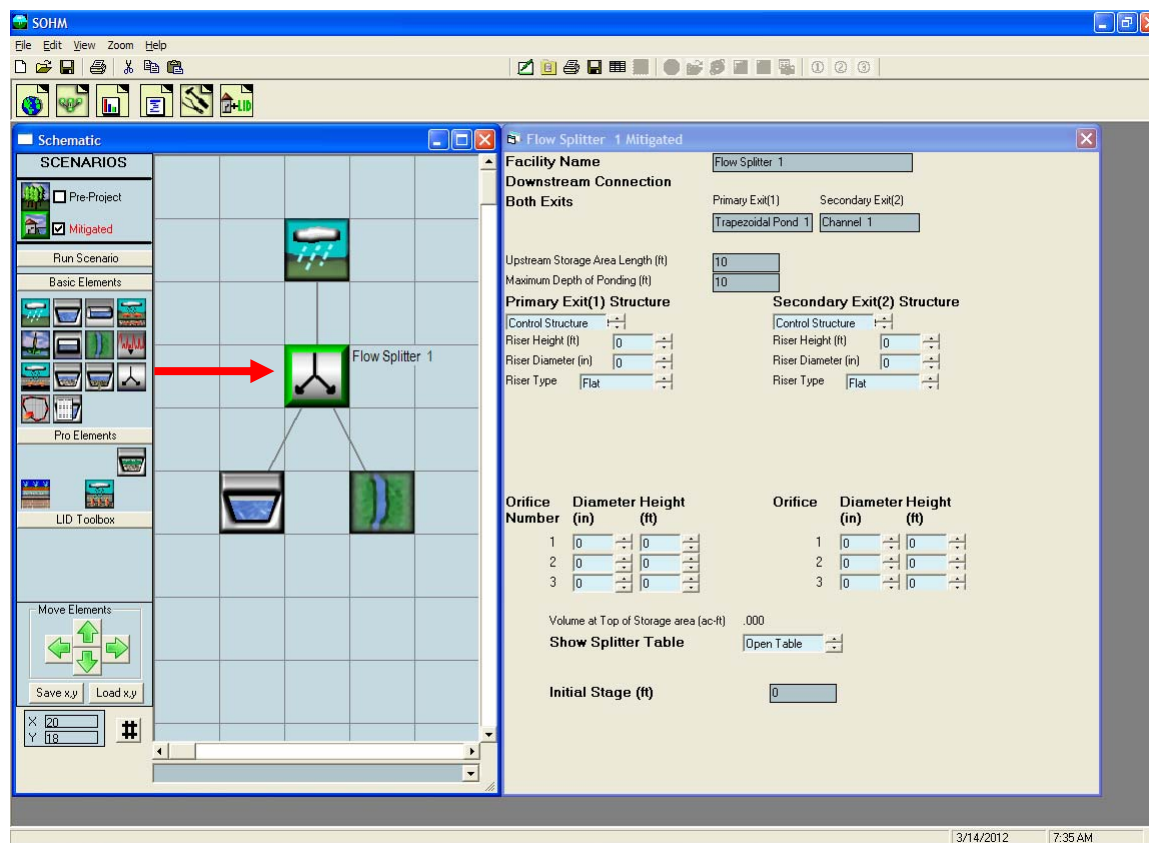 SOHM
File Edit View Zoom Help
+LID
Schematic
SCENARIOS
Pre-Project
Mitigated
Run Scenario
Basic Elements
Pro Elements
LID Toolbox
Move Elements
Save x,y Load x,y
X 20
Y 18
#
Flow Splitter 1
Flow Splitter 1 Mitigated
Facility Name Flow Splitter 1
Downstream Connection
Both Exits Primary Exit(1) Secondary Exit(2)
Trapezoidal Pond 1 Channel 1
Upstream Storage Area Length (ft) 10
Maximum Depth of Ponding (ft) 10
Primary Exit(1) Structure Secondary Exit(2) Structure
Control Structure Control Structure
Riser Height (ft) 0 Riser Height (ft) 0
Riser Diameter (in) 0 Riser Diameter (in) 0
Riser Type Flat Riser Type Flat
Orifice Diameter Height Orifice Diameter Height
Number (in) (ft) (in) (ft)
1 0 0 1 0 0
2 0 0 2 0 0
3 0 0 3 0 0
Volume at Top of Storage area (ac-ft) .000
Show Splitter Table Open Table
Initial Stage (ft) 0
3/14/2012 7:35 AM